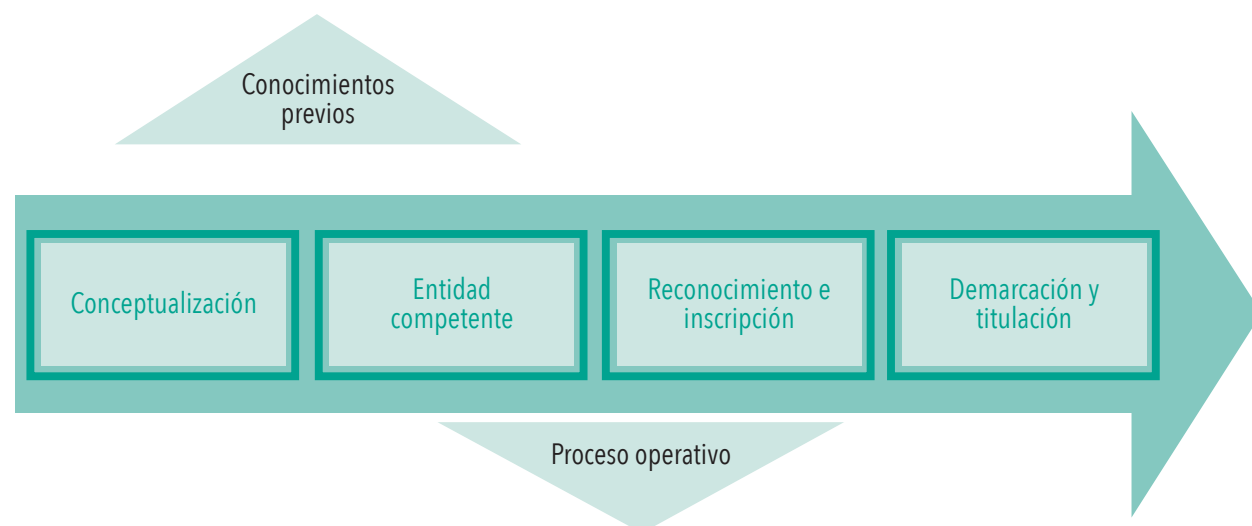 Conocimientos
previos
Conceptualización
Entidad
competente
Reconocimiento e
inscripción
Demarcación y
titulación
Proceso operativo